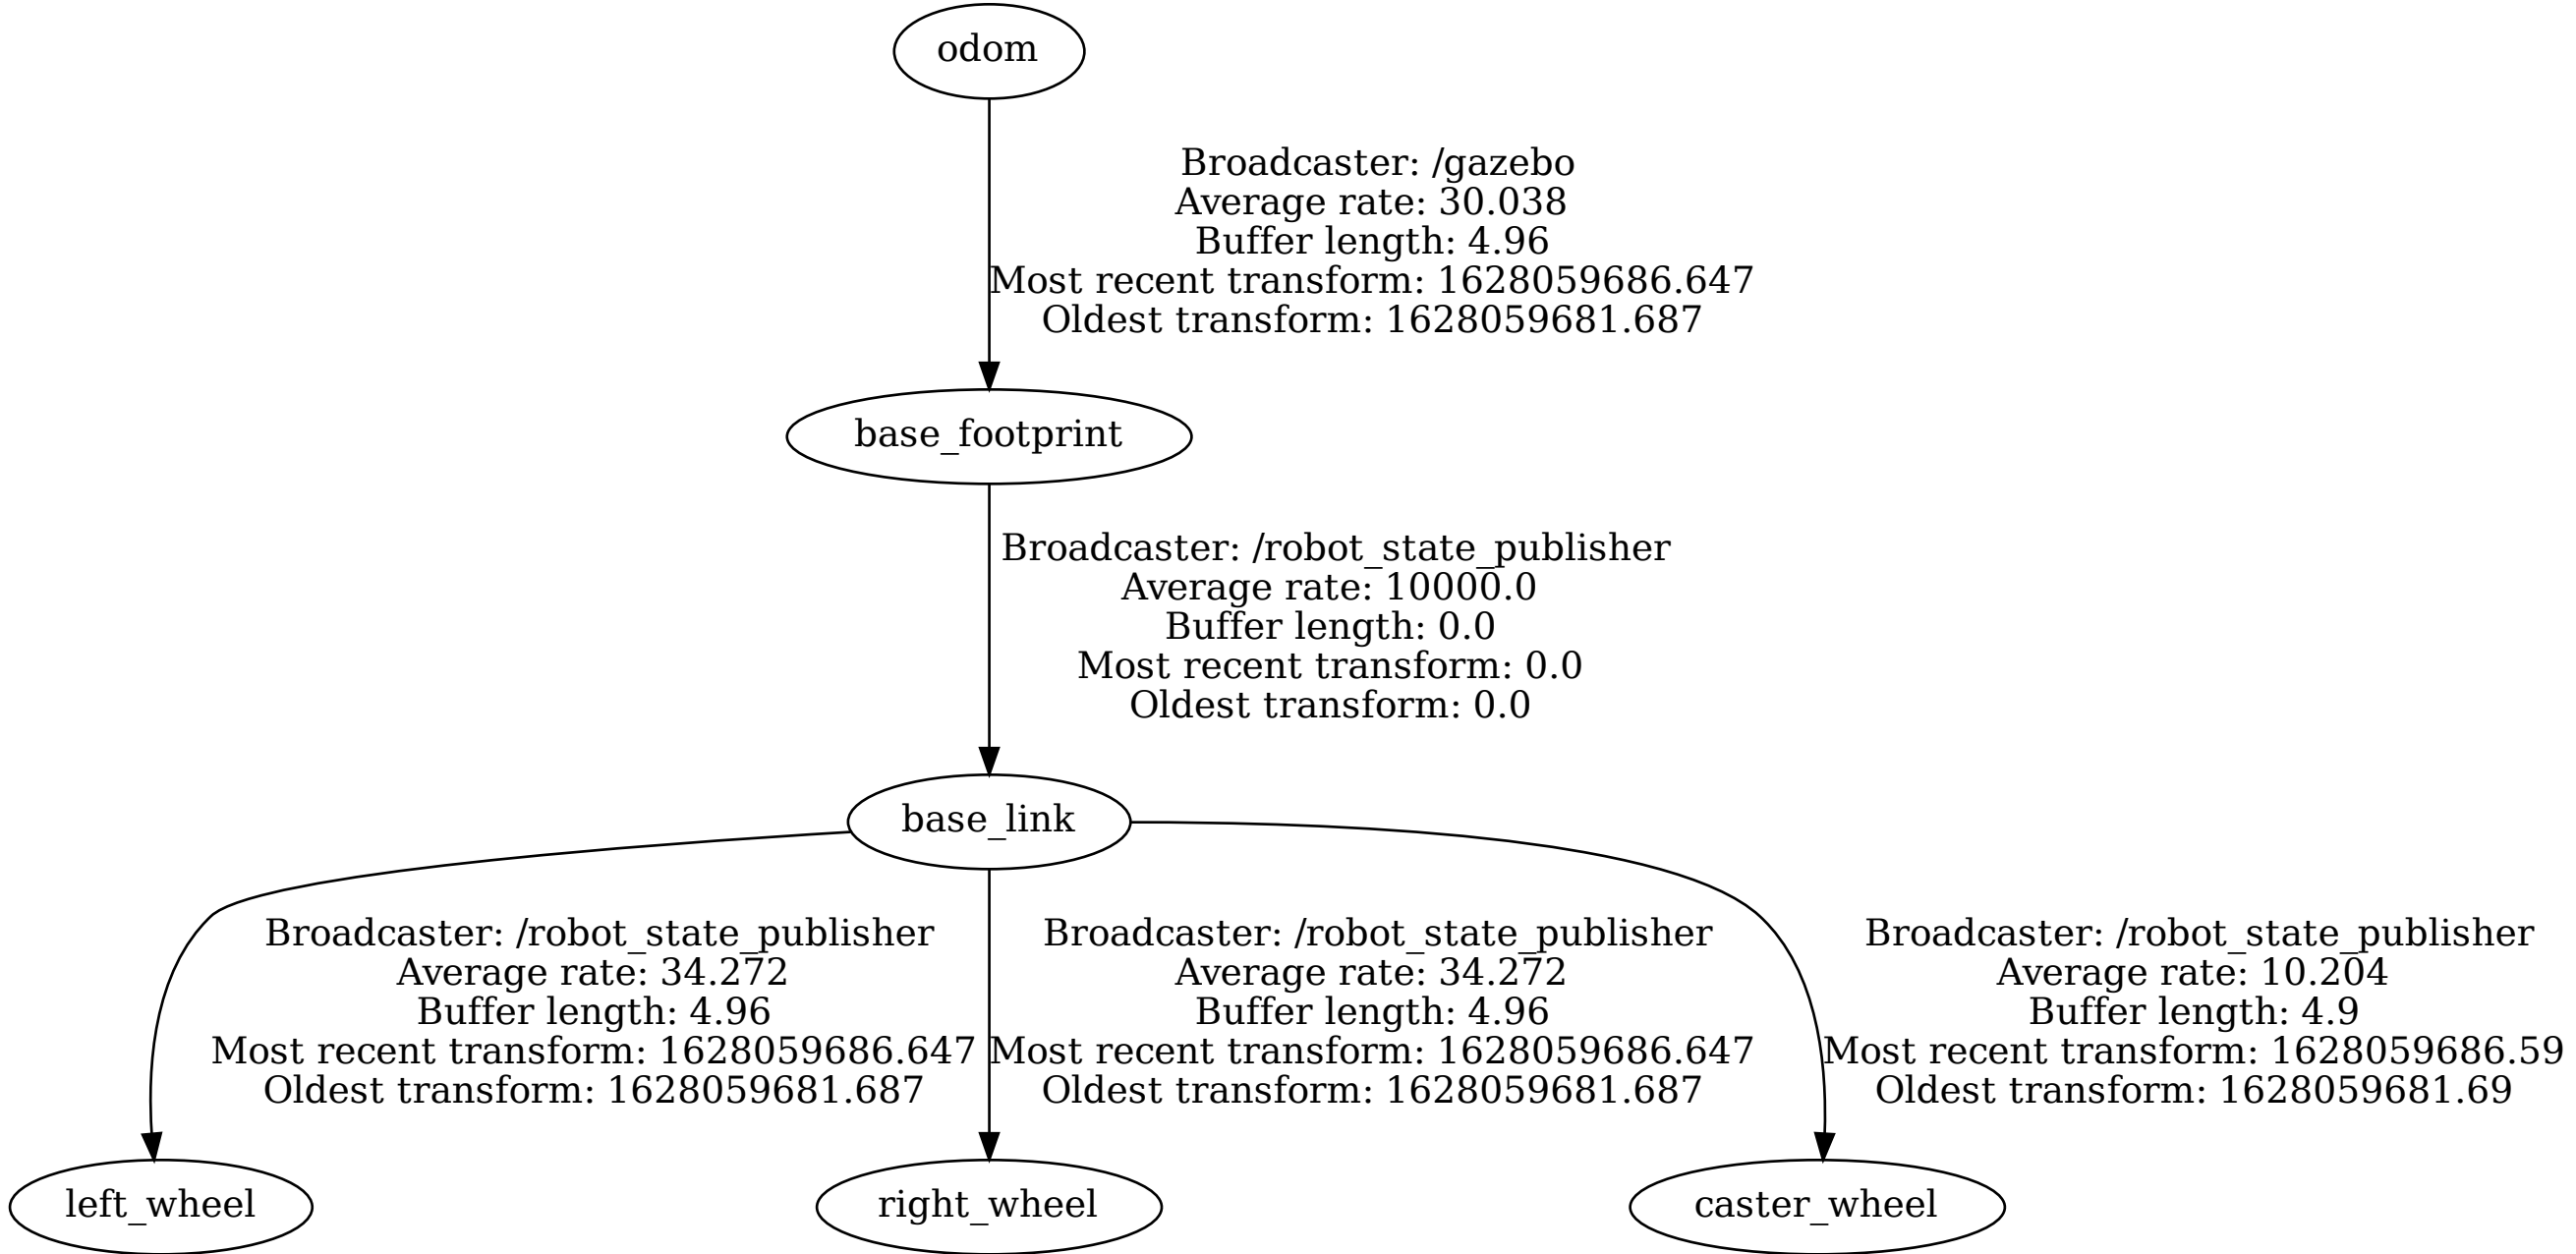 odom
Broadcaster: /gazebo
Average rate: 30.038
Buffer length: 4.96
Most recent transform: 1628059686.647
Oldest transform: 1628059681.687
base_footprint
Broadcaster: /robot_state_publisher
Average rate: 10000.0
Buffer length: 0.0
Most recent transform: 0.0
Oldest transform: 0.0
base_link
Broadcaster: /robot_state_publisher
Average rate: 34.272
Buffer length: 4.96
Most recent transform: 1628059686.647
Oldest transform: 1628059681.687
Broadcaster: /robot_state_publisher
Average rate: 34.272
Buffer length: 4.96
Most recent transform: 1628059686.647
Oldest transform: 1628059681.687
Broadcaster: /robot_state_publisher
Average rate: 10.204
Buffer length: 4.9
Most recent transform: 1628059686.59
Oldest transform: 1628059681.69
left_wheel
right_wheel
caster_wheel